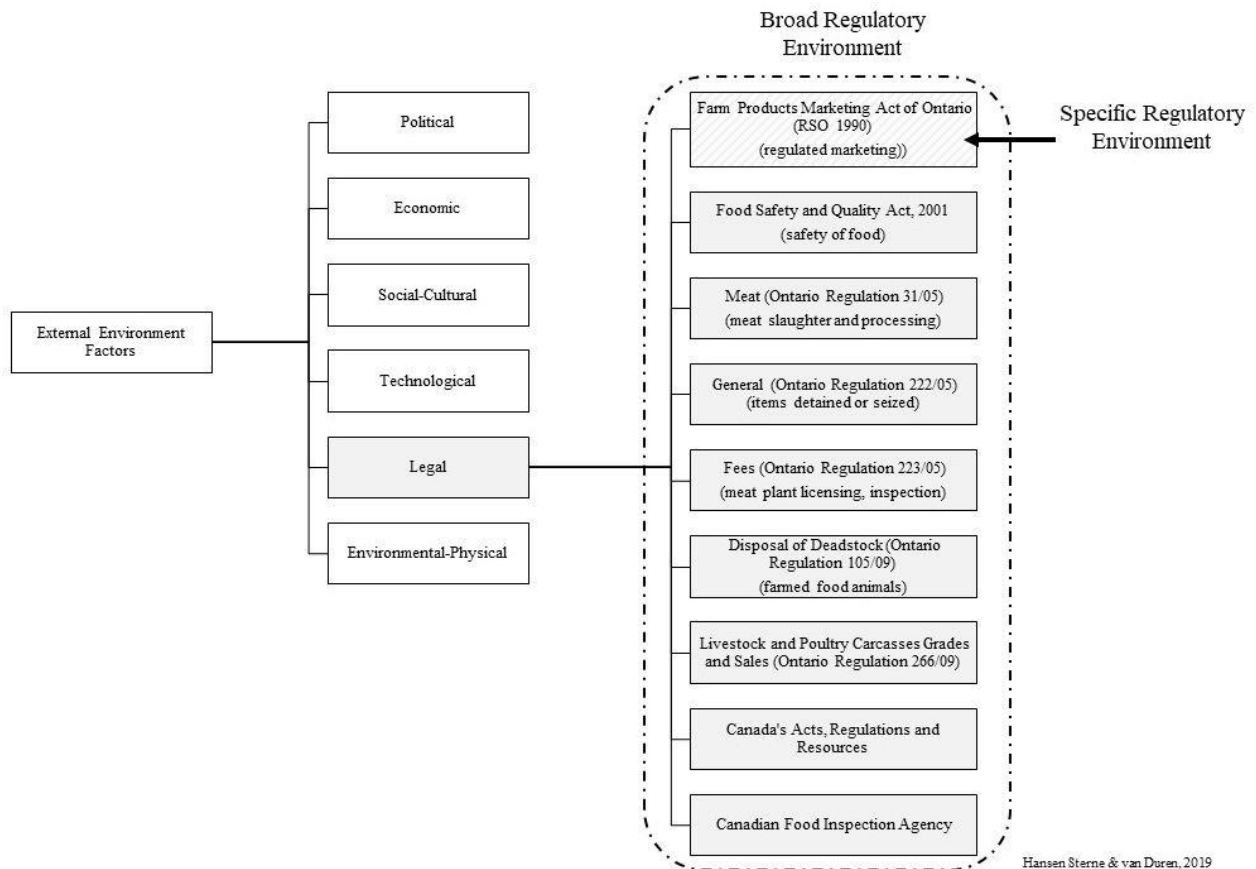 Broad Regulatory
Environment
Specific Regulatory
Environment
External Environment
Factors
Political
Economic
Social-Cultural
Technological
Legal
Environmental-Physical
Farm Products Marketing Act of Ontario
(RSO 1990)
(regulated marketing))
Food Safety and Quality Act, 2001
(safety of food)
Meat (Ontario Regulation 31/05)
(meat slaughter and processing)
General (Ontario Regulation 222/05)
(items detained or seized)
Fees (Ontario Regulation 223/05)
(meat plant licensing, inspection)
Disposal of Deadstock (Ontario
Regulation 105/09)
(farmed food animals)
Livestock and Poultry Carcasses Grades
and Sales (Ontario Regulation 266/09)
Canada's Acts, Regulations and
Resources
Canadian Food Inspection Agency
Hansen Sterne & van Duren, 2019